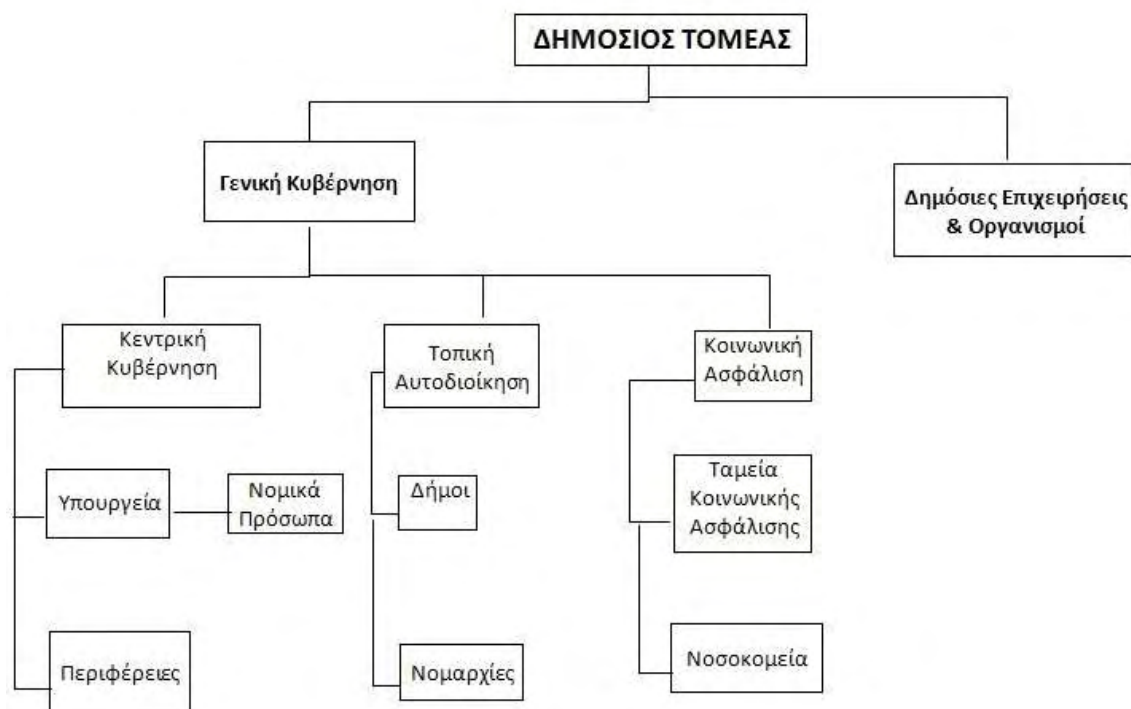 ΔΗΜΟΣΙΟΣ ΤΟΜΕΑΣ
Γενική Κυβέρνηση
Δημόσιες Επιχειρήσεις
& Οργανισμοί
Κεντρική
Κυβέρνηση
Τοπική
Αυτοδιοίκηση
Κοινωνική
Ασφάλιση
Υπουργεία
Νομικά
Πρόσωπα
Δήμοι
Ταμεία
Κοινωνικής
Ασφάλισης
Περιφέρειες
Νομαρχίες
Νοσοκομεία